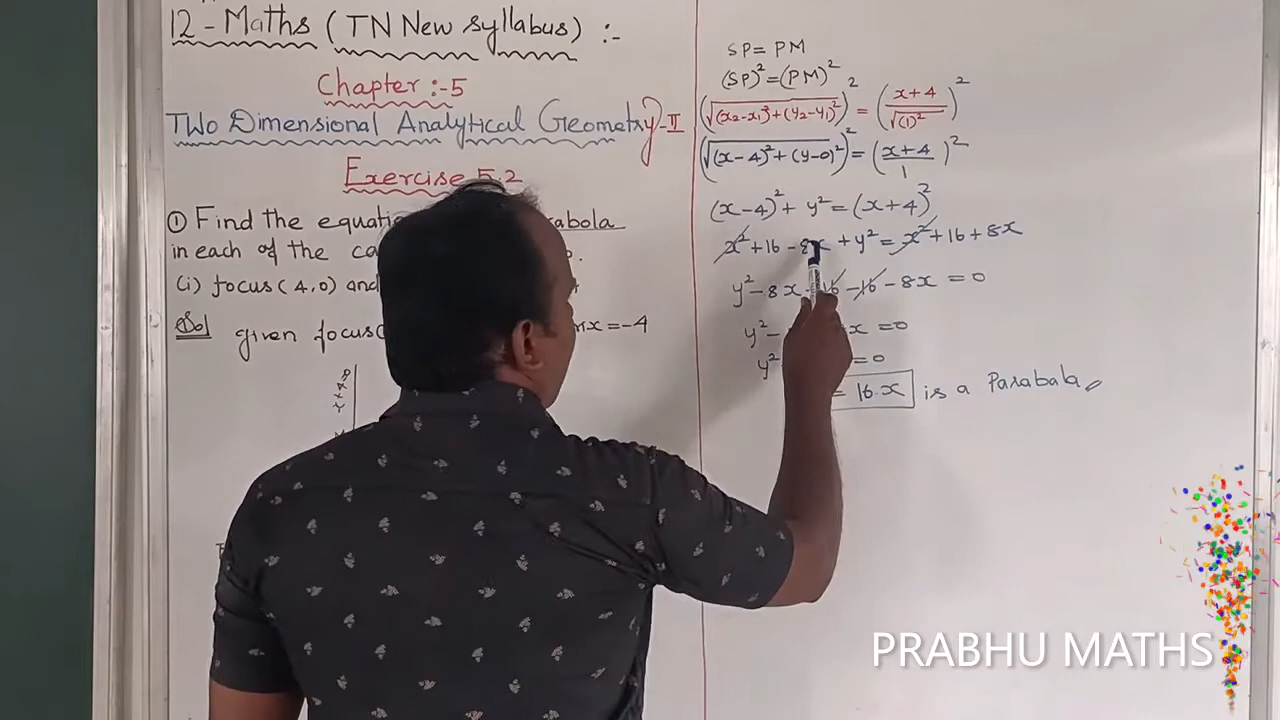 12 - Maths ( TN New syllabus) :-
Chapter :-5
Two Dimensional Analytical Geometry-II
Exercise 5.2
① Find the equation abola
in each of the
(i) focus (4,0) and
Sol given focus( x = -4
SP = PM
(SP)² = (PM)²
(√(x₂-x₁)²+(y₂-y₁)²)² = (x+4/√(1)²)²
(√(x-4)²+(y-0)²)² = (x+4/1)²
(x-4)² + y² = (x+4)²
x² + 16 - 8x + y² = x² + 16 + 8x
y² - 8x + 16 - 16 - 8x = 0
y² - x = 0
y² = 0
= 16x is a Parabala
PRABHU MATHS